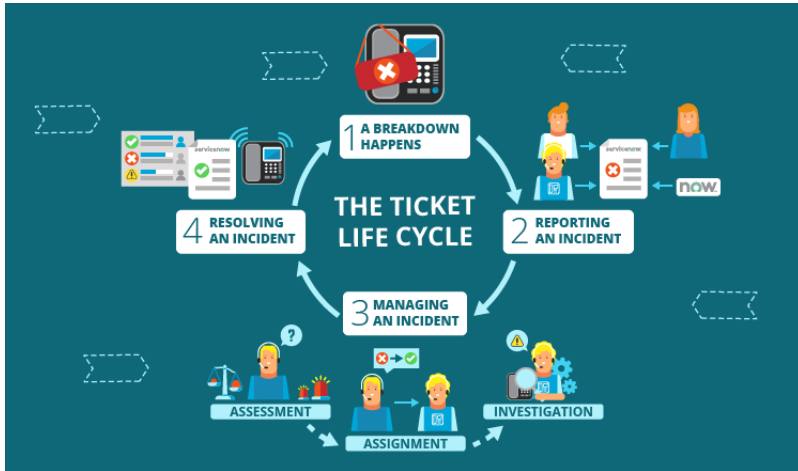 1 A BREAKDOWN
HAPPENS
servicenow
servicenow
now
THE TICKET
LIFE CYCLE
4 RESOLVING
AN INCIDENT
2 REPORTING
AN INCIDENT
3 MANAGING
AN INCIDENT
?
ASSESSMENT
ASSIGNMENT
INVESTIGATION